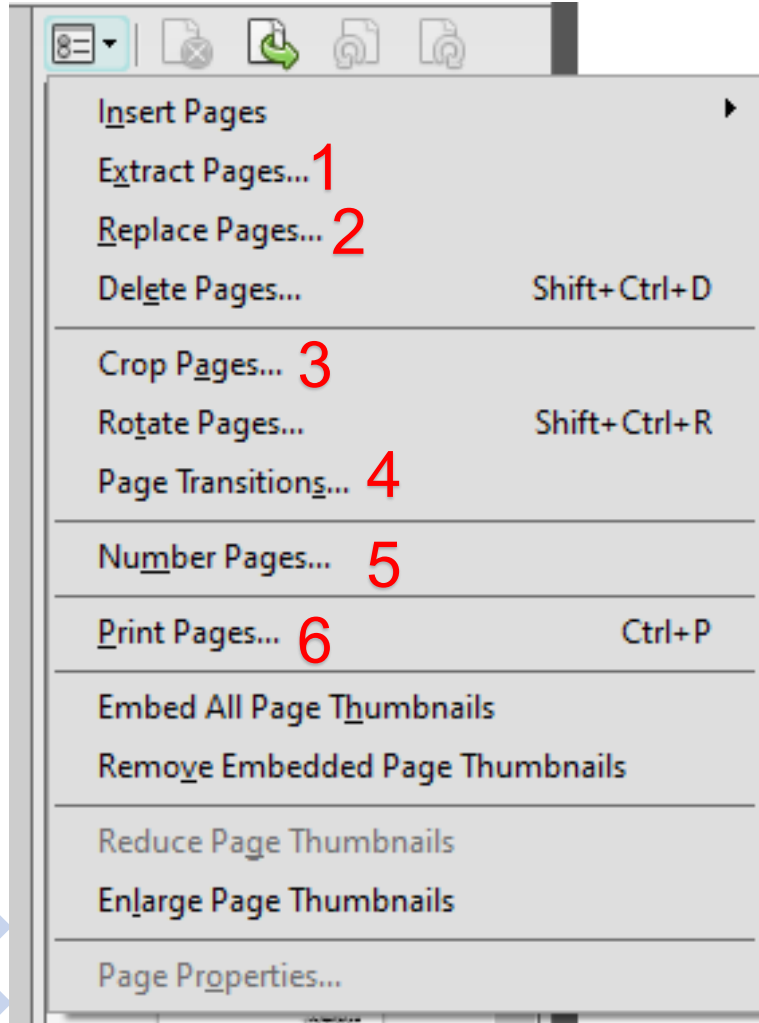 Insert Pages
Extract Pages... 1
Replace Pages... 2
Delete Pages... Shift+Ctrl+D
Crop Pages... 3
Rotate Pages... Shift+Ctrl+R
Page Transitions... 4
Number Pages... 5
Print Pages... 6 Ctrl+P
Embed All Page Thumbnails
Remove Embedded Page Thumbnails
Reduce Page Thumbnails
Enlarge Page Thumbnails
Page Properties...